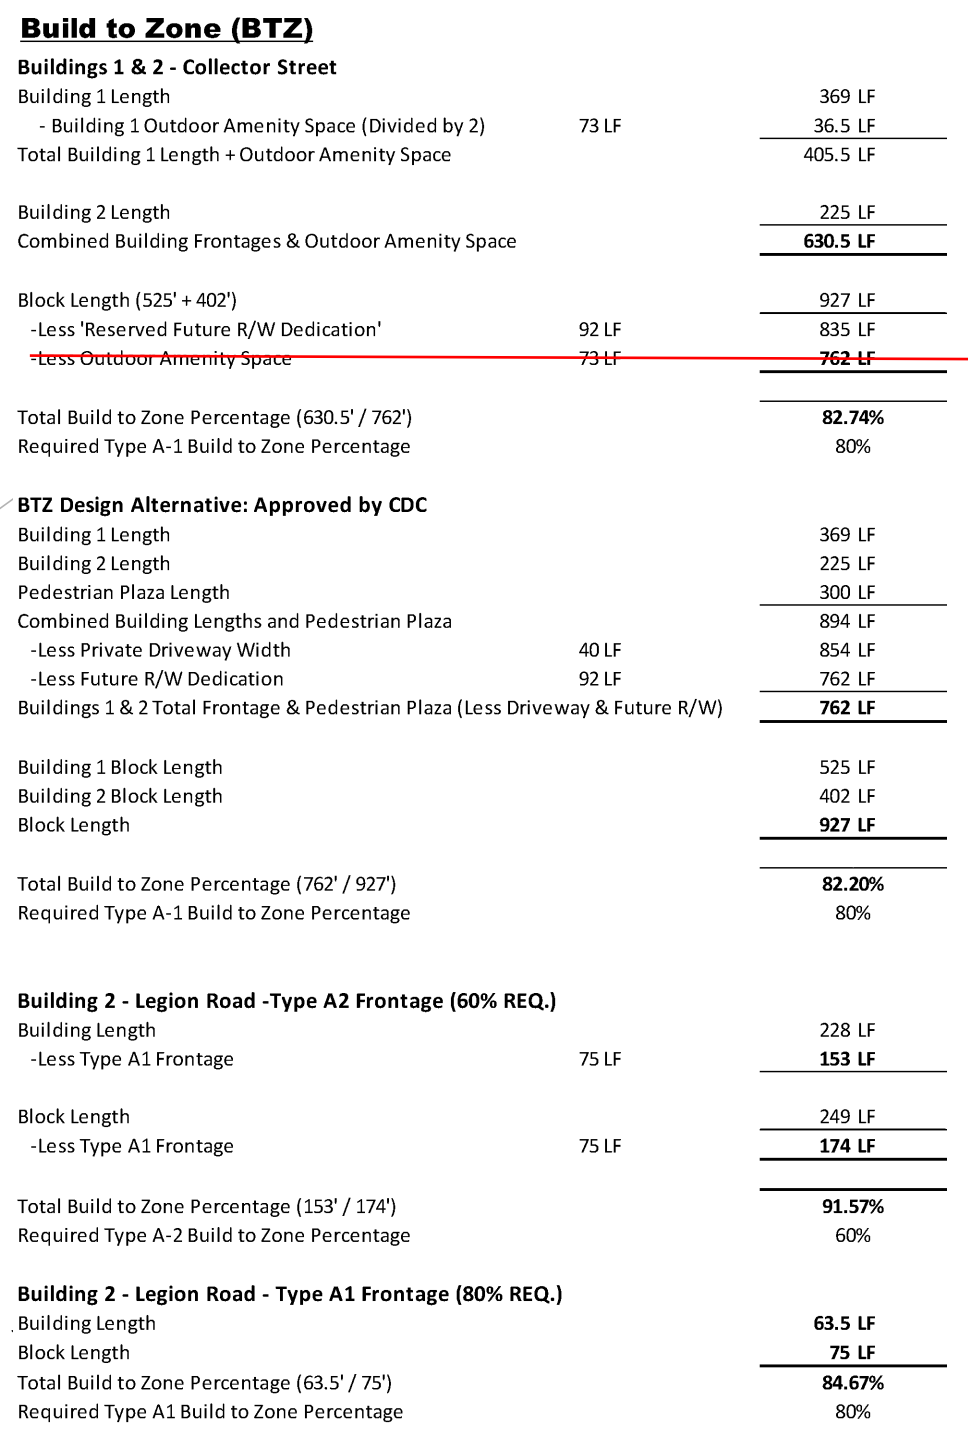 Build to Zone (BTZ)
Buildings 1 & 2 - Collector Street
Building 1 Length 369 LF
- Building 1 Outdoor Amenity Space (Divided by 2) 73 LF 36.5 LF
Total Building 1 Length + Outdoor Amenity Space 405.5 LF
Building 2 Length 225 LF
Combined Building Frontages & Outdoor Amenity Space 630.5 LF
Block Length (525' + 402') 927 LF
-Less 'Reserved Future R/W Dedication' 92 LF 835 LF
-Less Outdoor Amenity Space 73 LF 762 LF
Total Build to Zone Percentage (630.5' / 762') 82.74%
Required Type A-1 Build to Zone Percentage 80%
BTZ Design Alternative: Approved by CDC
Building 1 Length 369 LF
Building 2 Length 225 LF
Pedestrian Plaza Length 300 LF
Combined Building Lengths and Pedestrian Plaza 894 LF
-Less Private Driveway Width 40 LF 854 LF
-Less Future R/W Dedication 92 LF 762 LF
Buildings 1 & 2 Total Frontage & Pedestrian Plaza (Less Driveway & Future R/W) 762 LF
Building 1 Block Length 525 LF
Building 2 Block Length 402 LF
Block Length 927 LF
Total Build to Zone Percentage (762' / 927') 82.20%
Required Type A-1 Build to Zone Percentage 80%
Building 2 - Legion Road -Type A2 Frontage (60% REQ.)
Building Length 228 LF
-Less Type A1 Frontage 75 LF 153 LF
Block Length 249 LF
-Less Type A1 Frontage 75 LF 174 LF
Total Build to Zone Percentage (153' / 174') 91.57%
Required Type A-2 Build to Zone Percentage 60%
Building 2 - Legion Road - Type A1 Frontage (80% REQ.)
Building Length 63.5 LF
Block Length 75 LF
Total Build to Zone Percentage (63.5' / 75') 84.67%
Required Type A1 Build to Zone Percentage 80%